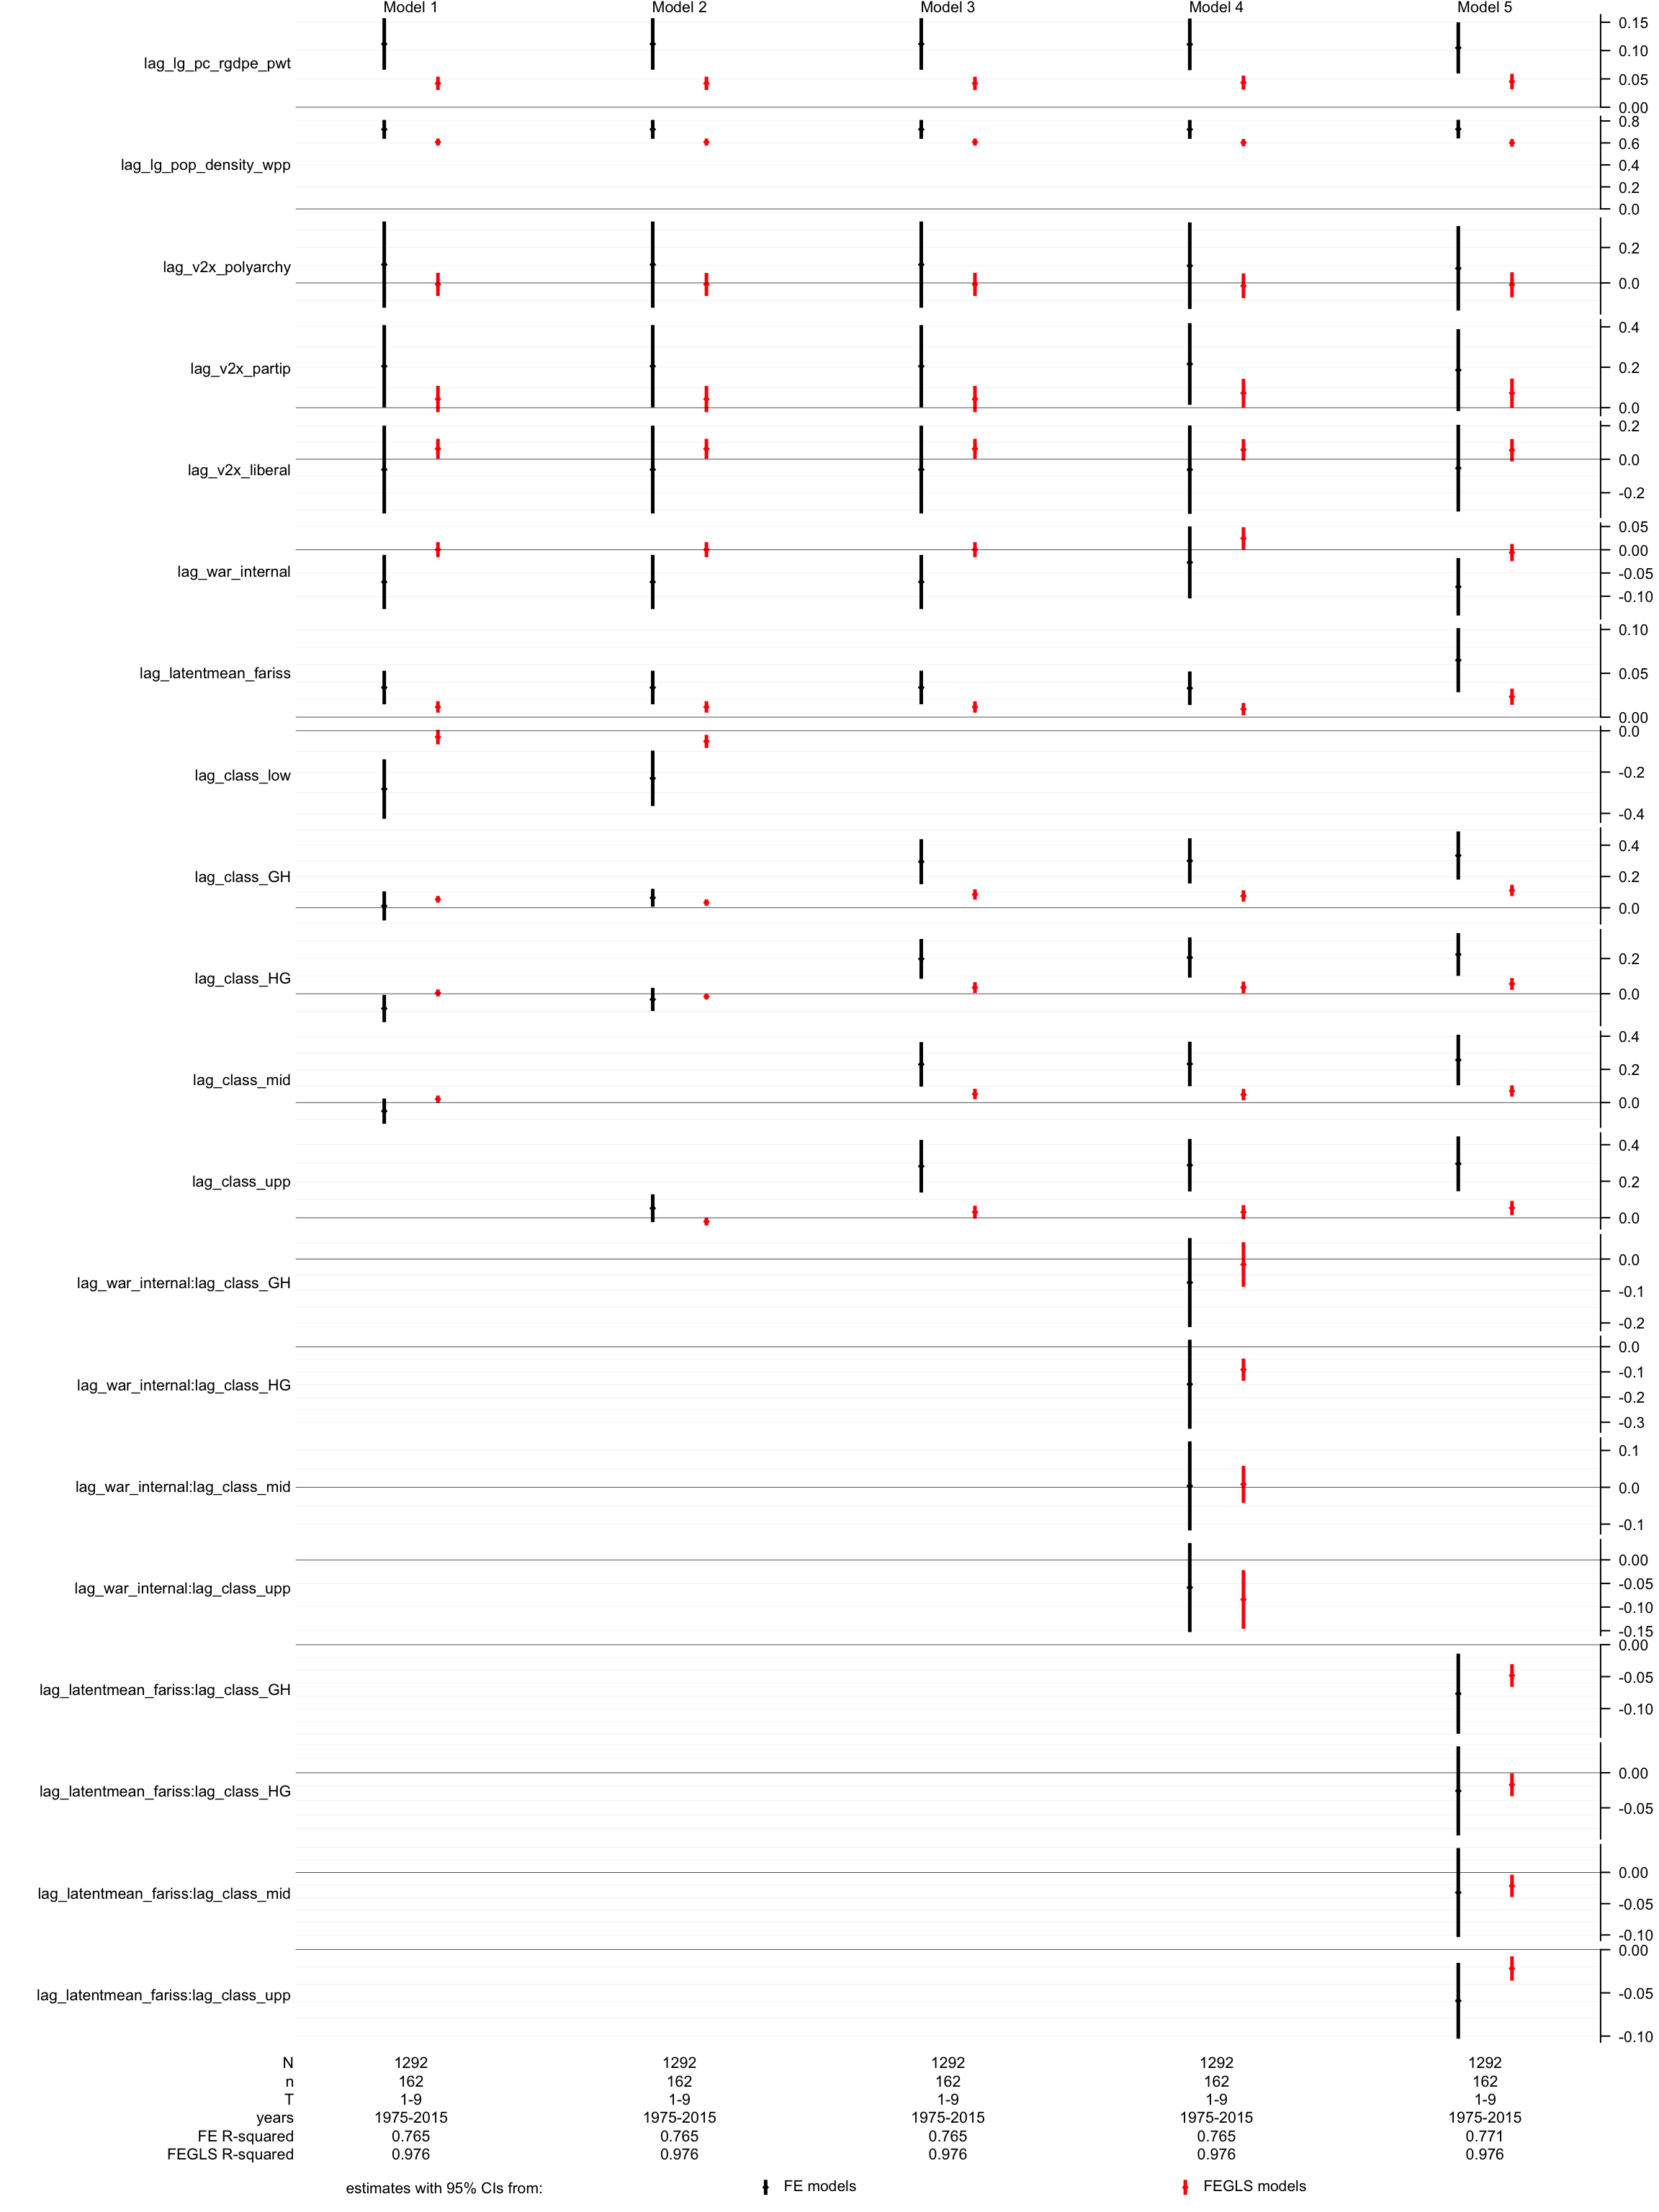 Model 1 Model 2 Model 3 Model 4 Model 5
lag_lg_pc_rgdpe_pwt
0.15
0.10
0.05
0.00
lag_lg_pop_density_wpp
0.8
0.6
0.4
0.2
0.0
lag_v2x_polyarchy
0.2
0.0
lag_v2x_partip
0.4
0.2
0.0
lag_v2x_liberal
0.2
0.0
-0.2
lag_war_internal
0.05
0.00
-0.05
-0.10
lag_latentmean_fariss
0.10
0.05
0.00
lag_class_low
0.0
-0.2
-0.4
lag_class_GH
0.4
0.2
0.0
lag_class_HG
0.2
0.0
lag_class_mid
0.4
0.2
0.0
lag_class_upp
0.4
0.2
0.0
lag_war_internal:lag_class_GH
0.0
-0.1
-0.2
lag_war_internal:lag_class_HG
0.0
-0.1
-0.2
-0.3
lag_war_internal:lag_class_mid
0.1
0.0
-0.1
lag_war_internal:lag_class_upp
0.00
-0.05
-0.10
-0.15
lag_latentmean_fariss:lag_class_GH
0.00
-0.05
-0.10
lag_latentmean_fariss:lag_class_HG
0.00
-0.05
lag_latentmean_fariss:lag_class_mid
0.00
-0.05
-0.10
lag_latentmean_fariss:lag_class_upp
0.00
-0.05
-0.10
N 1292 1292 1292 1292 1292
n 162 162 162 162 162
T 1-9 1-9 1-9 1-9 1-9
years 1975-2015 1975-2015 1975-2015 1975-2015 1975-2015
FE R-squared 0.765 0.765 0.765 0.765 0.771
FEGLS R-squared 0.976 0.976 0.976 0.976 0.976
estimates with 95% CIs from: FE models FEGLS models